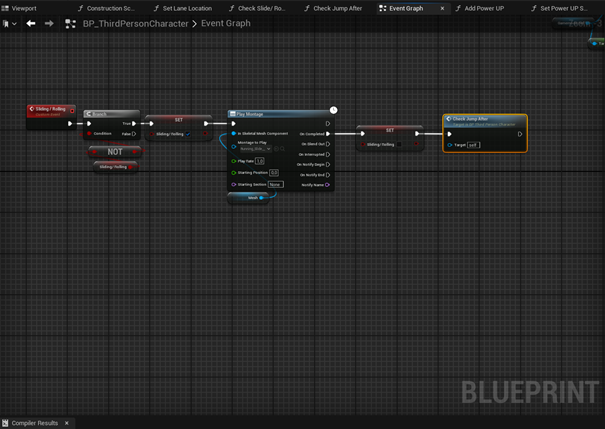 Viewport
Construction Sc...
Set Lane Location
Check Slide/ Ro...
Check Jump After
Event Graph
Add Power UP
Set Power UP S...
BP_ThirdPersonCharacter > Event Graph
Sliding / Rolling
Custom Event
Branch
True
Condition
False
NOT
Sliding / Rolling
SET
Sliding / Rolling
Play Montage
In Skeletal Mesh Component
On Completed
Montage to Play
On Blend Out
On Interrupted
Play Rate 1.0
On Notify Begin
Starting Position 0.0
On Notify End
Starting Section None
Notify Name
Mesh
SET
Sliding / Rolling
Check Jump After
Target is BP Third Person Character
Target self
BLUEPRINT
Compiler Results